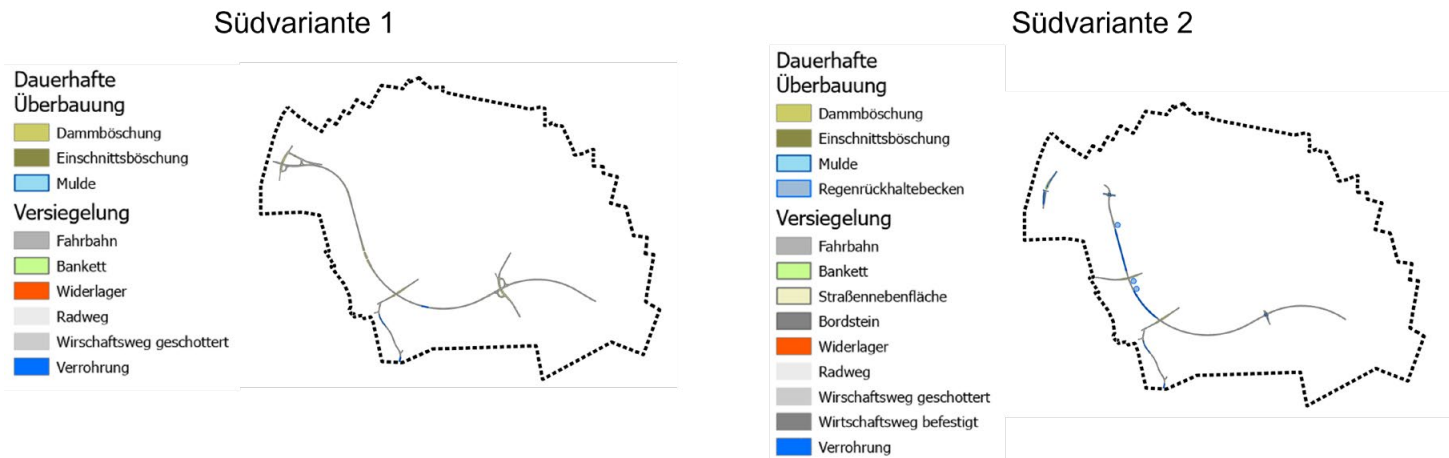 Südvariante 1
Dauerhafte
Überbauung
Dammböschung
Einschnittsböschung
Mulde
Versiegelung
Fahrbahn
Bankett
Widerlager
Radweg
Wirschaftsweg geschottert
Verrohrung
Südvariante 2
Dauerhafte
Überbauung
Dammböschung
Einschnittsböschung
Mulde
Regenrückhaltebecken
Versiegelung
Fahrbahn
Bankett
Straßennebenfläche
Bordstein
Widerlager
Radweg
Wirschaftsweg geschottert
Wirtschaftsweg befestigt
Verrohrung